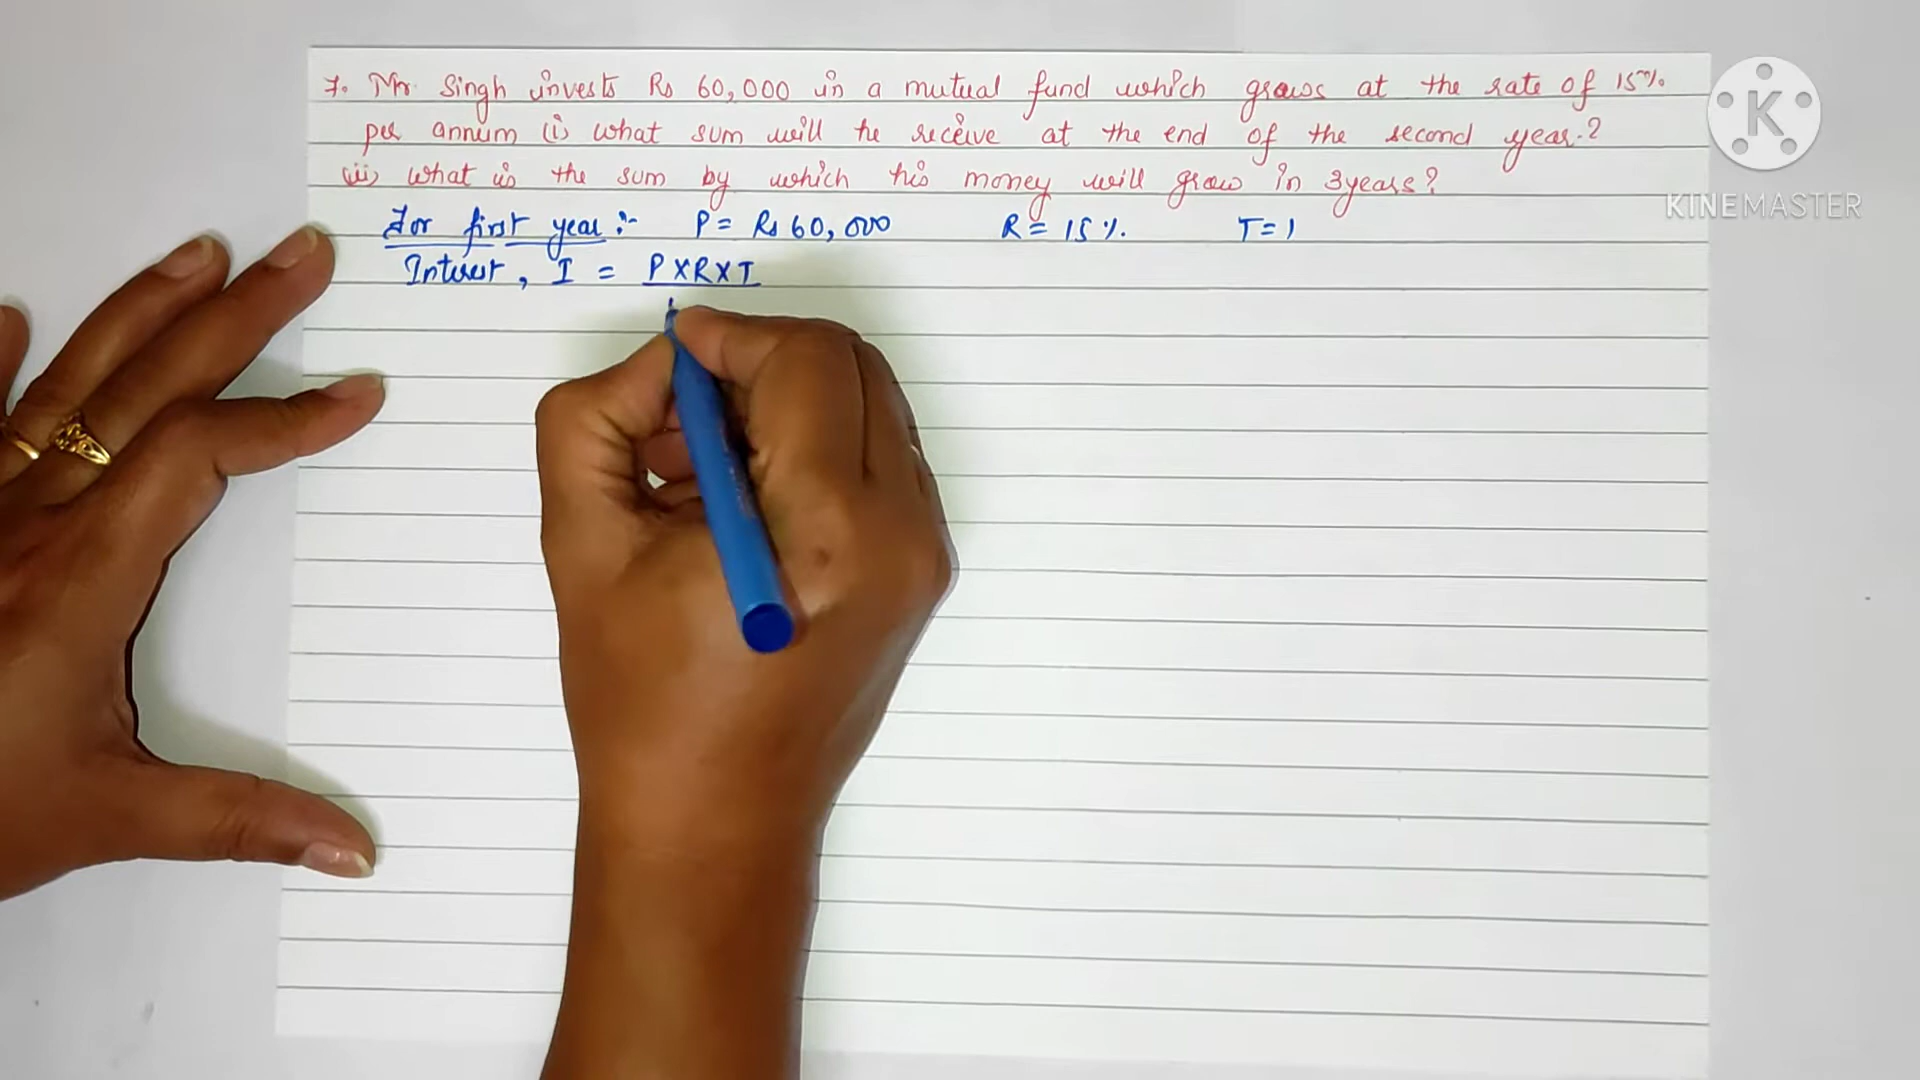 7. Mr. Singh invests Rs 60,000 in a mutual fund which grows at the rate of 15%
per annum (i) what sum will he receive at the end of the second year.?
(ii) what is the sum by which his money will grow in 3years?
For first year :- P = Rs 60,000 R = 15%. T = 1
Interest, I = P X R X T
K
KINEMASTER